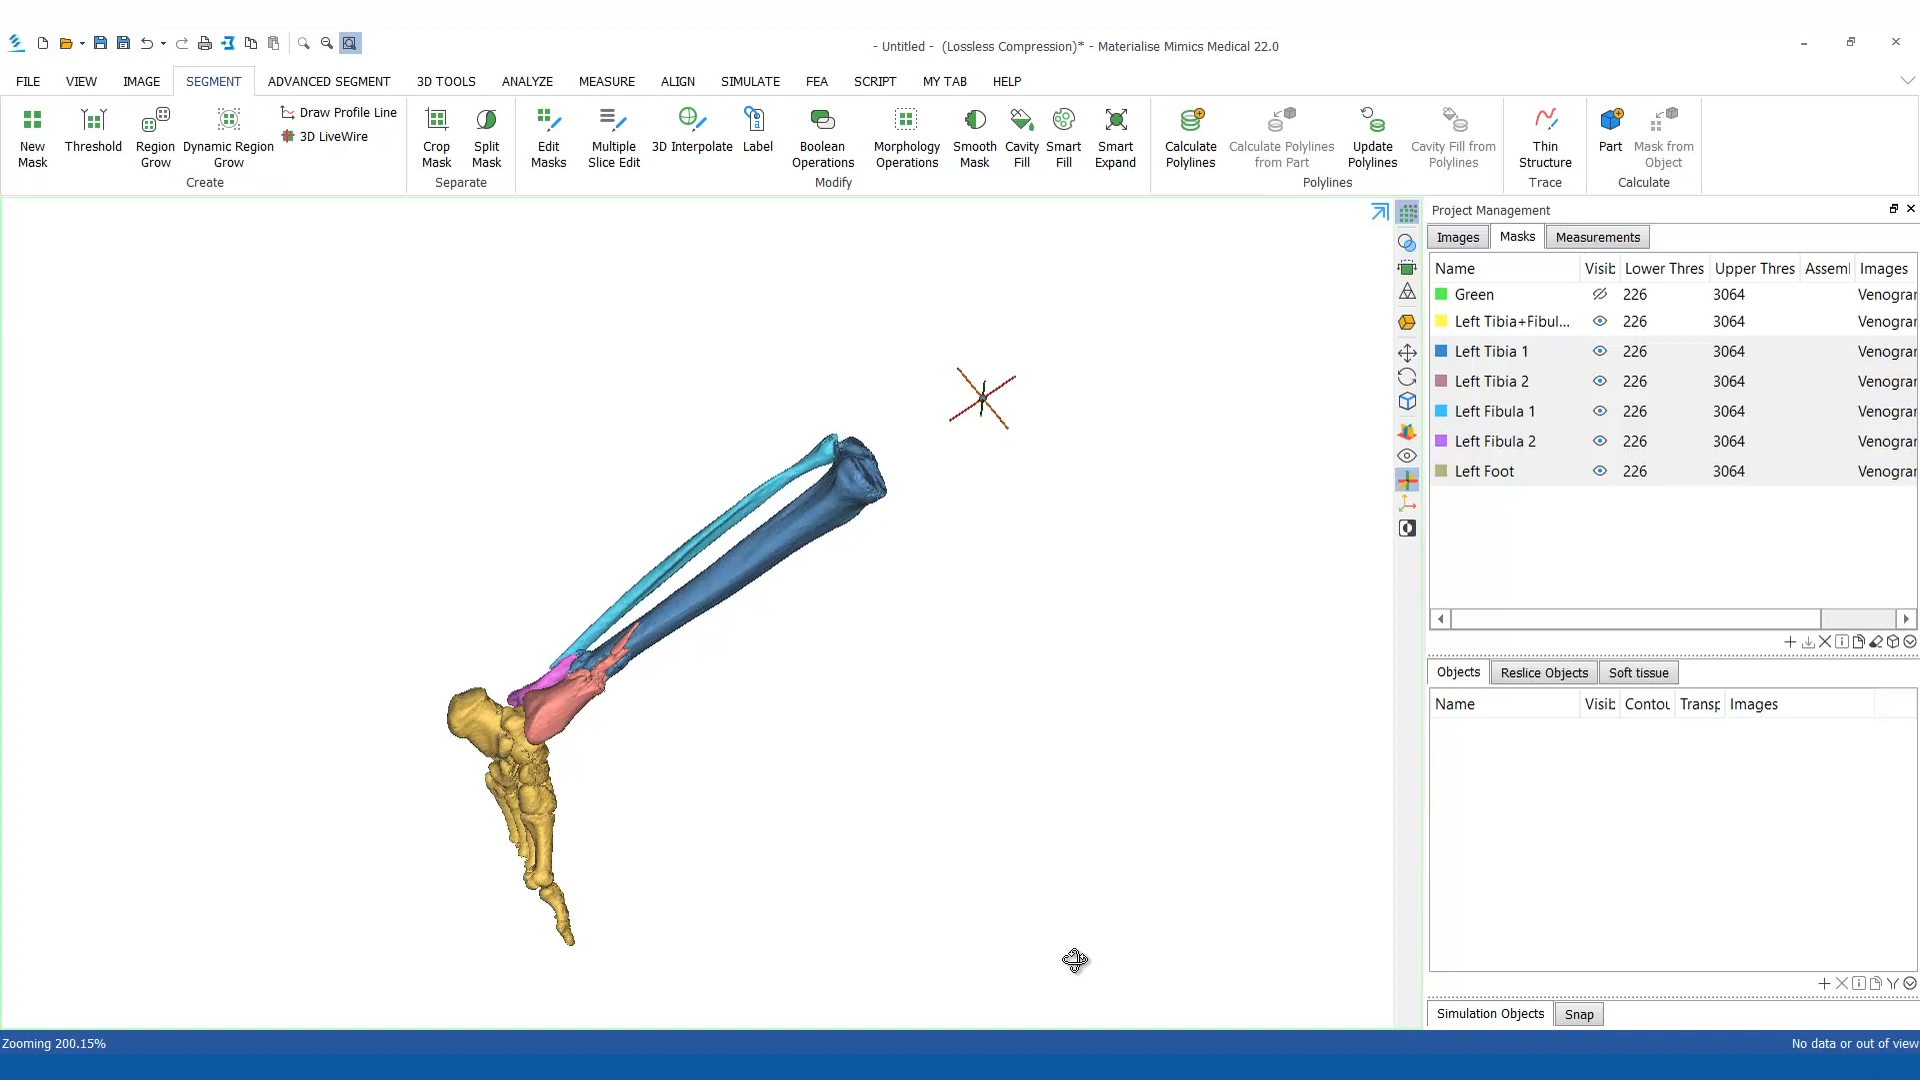 - Untitled -  (Lossless Compression)* - Materialise Mimics Medical 22.0
FILE VIEW IMAGE SEGMENT ADVANCED SEGMENT 3D TOOLS ANALYZE MEASURE ALIGN SIMULATE FEA SCRIPT MY TAB HELP
New Mask
Threshold
Region Grow
Dynamic Region Grow
Draw Profile Line
3D LiveWire
Create
Crop Mask
Split Mask
Separate
Edit Masks
Multiple Slice Edit
3D Interpolate
Label
Boolean Operations
Morphology Operations
Smooth Mask
Cavity Fill
Smart Fill
Smart Expand
Modify
Calculate Polylines
Calculate Polylines from Part
Update Polylines
Cavity Fill from Polylines
Polylines
Thin Structure
Trace
Part
Mask from Object
Calculate
Project Management
Images Masks Measurements
Name Visib Lower Thres Upper Thres Asseml Images
Green 226 3064 Venogran
Left Tibia+Fibul... 226 3064 Venogran
Left Tibia 1 226 3064 Venogran
Left Tibia 2 226 3064 Venogran
Left Fibula 1 226 3064 Venogran
Left Fibula 2 226 3064 Venogran
Left Foot 226 3064 Venogran
Objects Reslice Objects Soft tissue
Name Visib Contou Transp Images
Simulation Objects Snap
Zooming 200.15%
No data or out of view